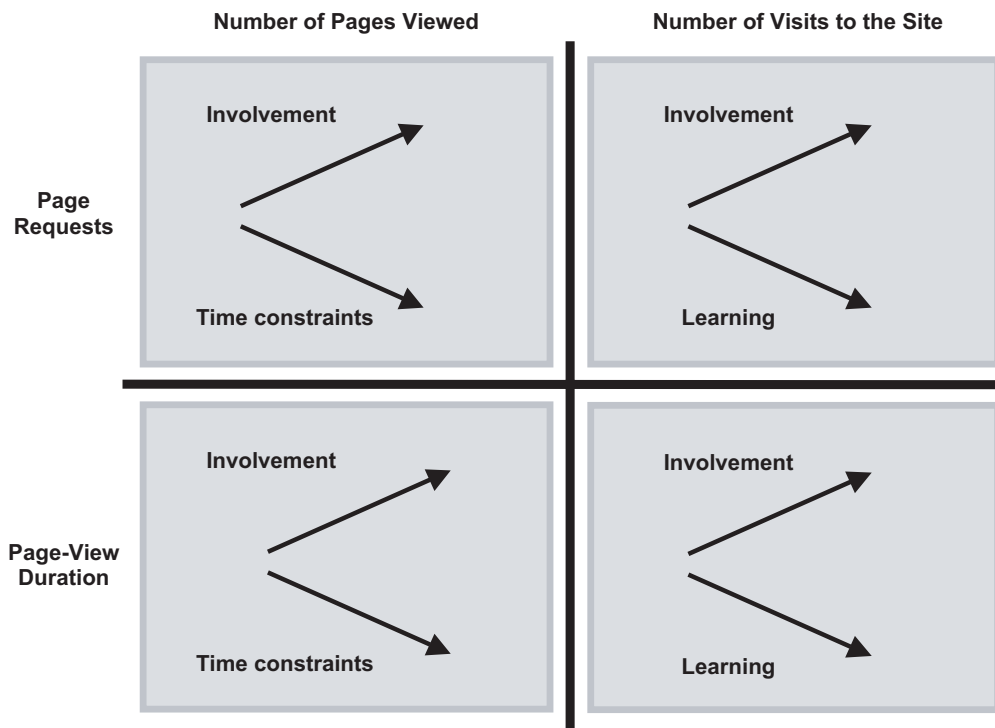 Number of Pages Viewed
Number of Visits to the Site
Page
Requests
Involvement
Time constraints
Involvement
Learning
Page-View
Duration
Involvement
Time constraints
Involvement
Learning